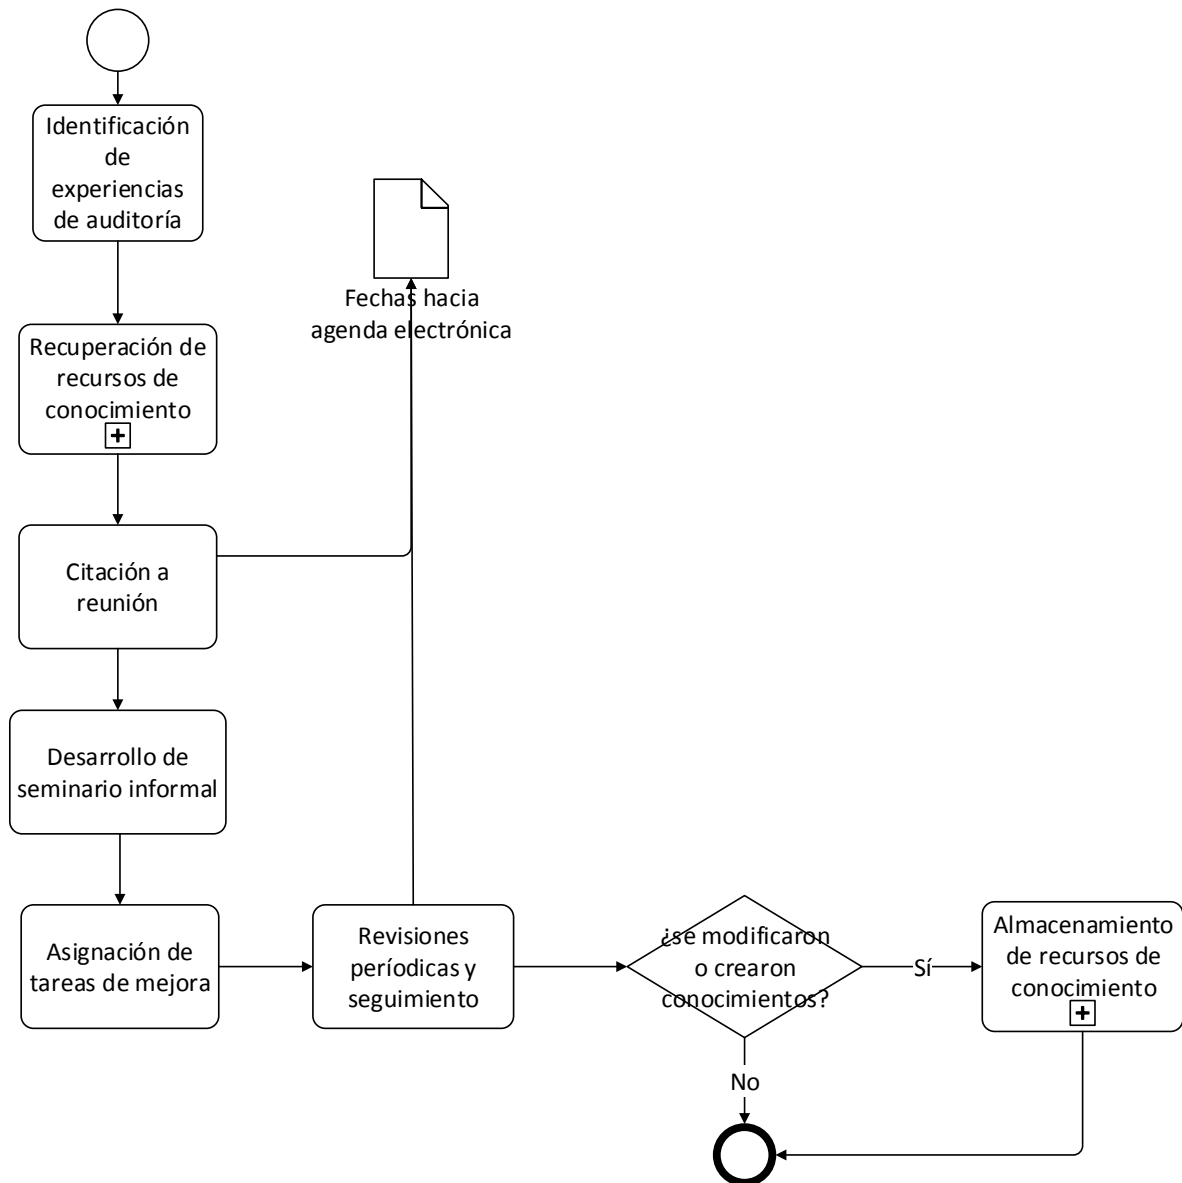 Identificación
de
experiencias
de auditoría
Fechas hacia
agenda electrónica
Recuperación de
recursos de
conocimiento
Citación a
reunión
Desarrollo de
seminario informal
Asignación de
tareas de mejora
Revisiones
períodicas y
seguimiento
¿se modificaron
o crearon
conocimientos?
Sí
Almacenamiento
de recursos de
conocimiento
No